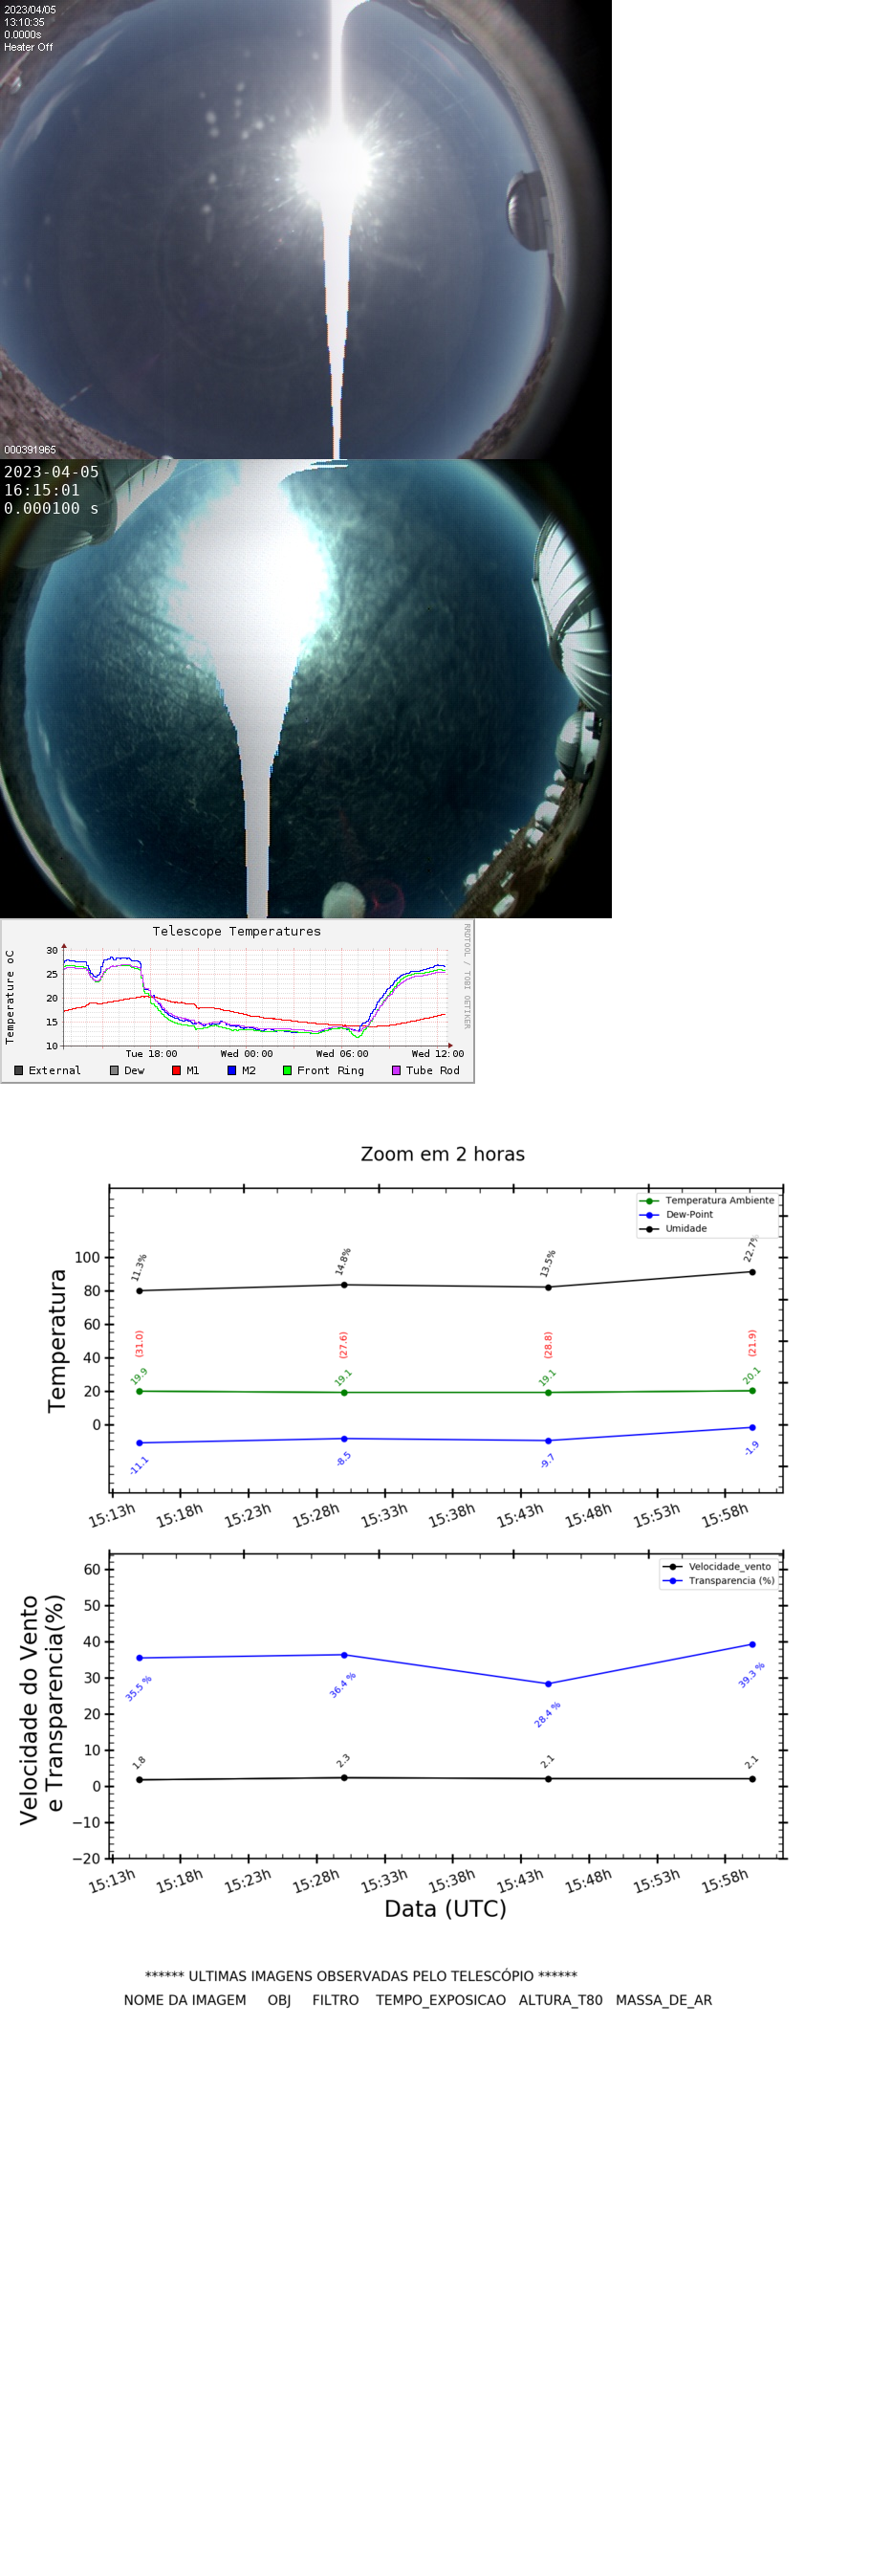 2023/04/05
13:10:35
0.0000s
Heater Off
000391965
2023-04-05
16:15:01
0.000100 s
Telescope Temperatures
RRDTOOL / TOBI OETIKER
Temperature oC
30
25
20
15
10
Tue 18:00 Wed 00:00 Wed 06:00 Wed 12:00
External Dew M1 M2 Front Ring Tube Rod
Zoom em 2 horas
Temperatura Ambiente
Dew-Point
Umidade
Temperatura
100
80
60
40
20
0
11.3% 14.8% 13.5% 22.7%
(31.0) (27.6) (28.8) (21.9)
19.9 19.1 19.1 20.1
-11.1 -8.5 -9.7 -1.9
15:13h 15:18h 15:23h 15:28h 15:33h 15:38h 15:43h 15:48h 15:53h 15:58h
Velocidade_vento
Transparencia (%)
Velocidade do Vento
e Transparencia(%)
60
50
40
30
20
10
0
−10
−20
35.5 % 36.4 % 28.4 % 39.3 %
1.8 2.3 2.1 2.1
15:13h 15:18h 15:23h 15:28h 15:33h 15:38h 15:43h 15:48h 15:53h 15:58h
Data (UTC)
****** ULTIMAS IMAGENS OBSERVADAS PELO TELESCÓPIO ******
NOME DA IMAGEM OBJ FILTRO TEMPO_EXPOSICAO ALTURA_T80 MASSA_DE_AR